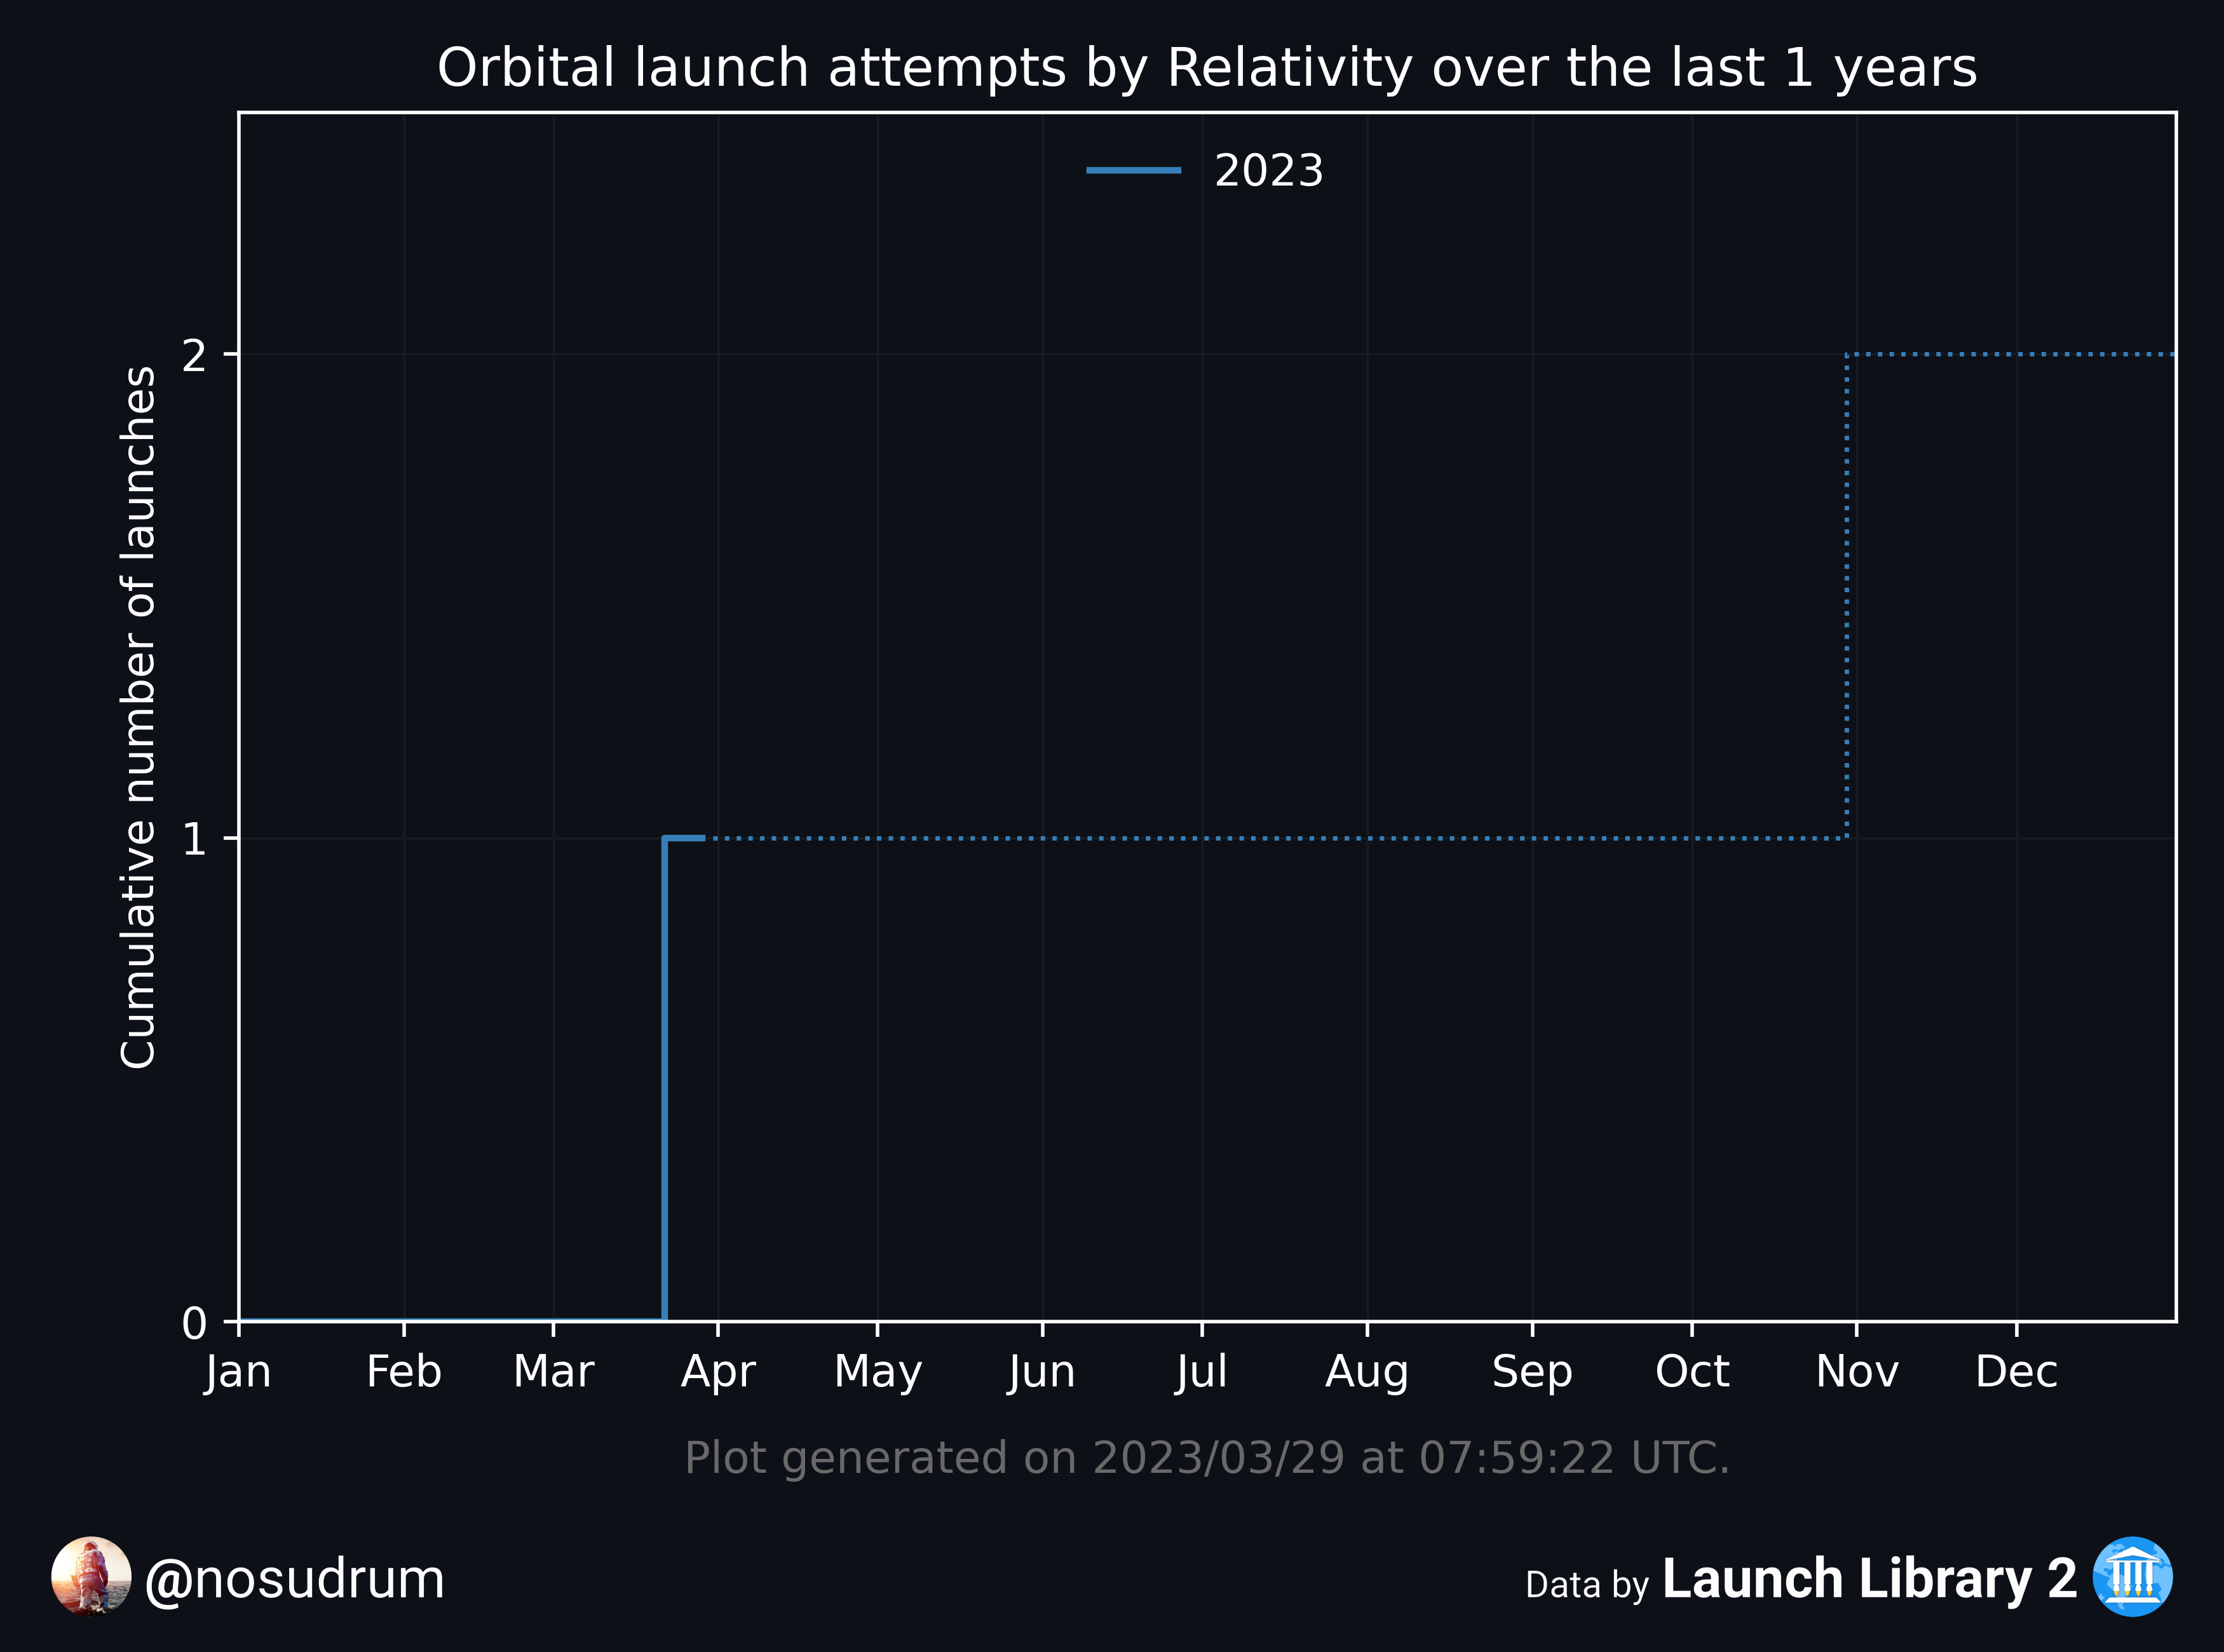 Orbital launch attempts by Relativity over the last 1 years
2023
Cumulative number of launches
2
1
0
Jan Feb Mar Apr May Jun Jul Aug Sep Oct Nov Dec
Plot generated on 2023/03/29 at 07:59:22 UTC.
@nosudrum
Data by Launch Library 2